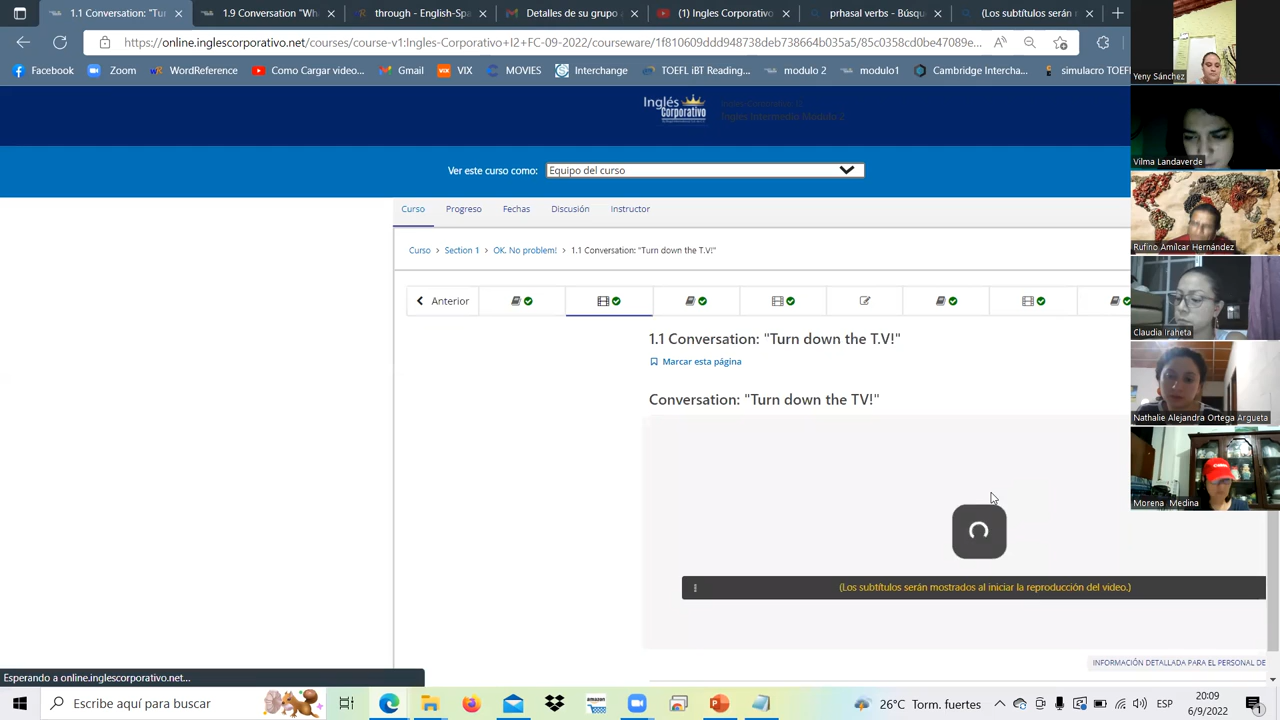 1.1 Conversation: "Tur
1.1 Conversation "Wh
through - English-Spa
Detalles de su grupo
(1) Ingles Corporativo
prhasal verbs - Búsqu
(Los subtítulos serán
https://online.inglescorporativo.net/courses/course-v1:Ingles-Corporativo+I2+FC-09-2022/courseware/1f810609ddd948738deb738664b035a5/85c0358cd0be47089e...
Facebook
Zoom
WordReference
Como Cargar video...
Gmail
VIX
MOVIES
Interchange
TOEFL iBT Reading...
modulo 2
modulo1
Cambridge Intercha...
simulacro TOEF
Inglés
Corporativo
Ingles Intermedio Modulo 2
Ver este curso como:
Equipo del curso
Curso
Progreso
Fechas
Discusión
Instructor
Curso > Section 1 > OK. No problem! > 1.1 Conversation: "Turn down the T.V!"
Anterior
1.1 Conversation: "Turn down the T.V!"
Marcar esta página
Conversation: "Turn down the TV!"
(Los subtítulos serán mostrados al iniciar la reproducción del video.)
INFORMACIÓN DETALLADA PARA EL PERSONAL DE
Esperando a online.inglescorporativo.net...
Yeny Sánchez
Vilma Landaverde
Rufino Amílcar Hernández
Claudia Iraheta
Nathalie Alejandra Ortega Argueta
Morena Medina
Escribe aquí para buscar
26°C Torm. fuertes
ESP
20:09
6/9/2022